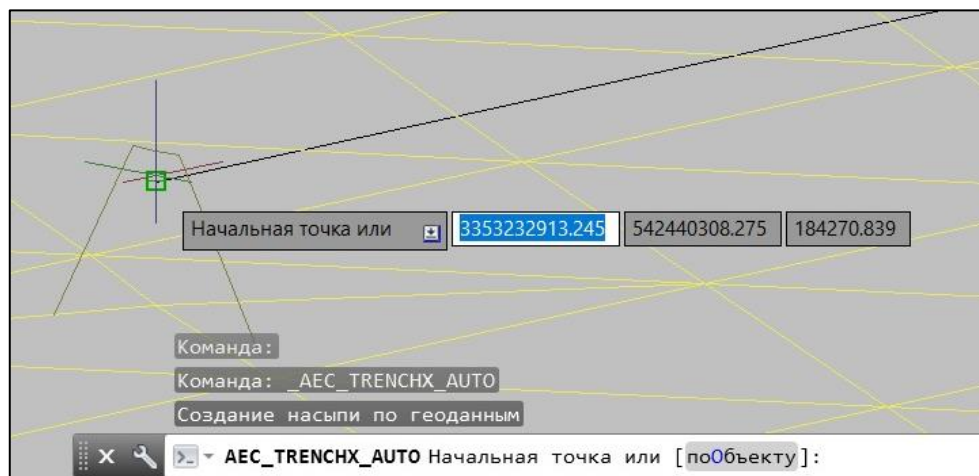 Начальная точка или 3353232913.245 542440308.275 184270.839
Команда:
Команда: _AEC_TRENCHX_AUTO
Создание насыпи по геоданным
AEC_TRENCHX_AUTO Начальная точка или [поОбъекту]: